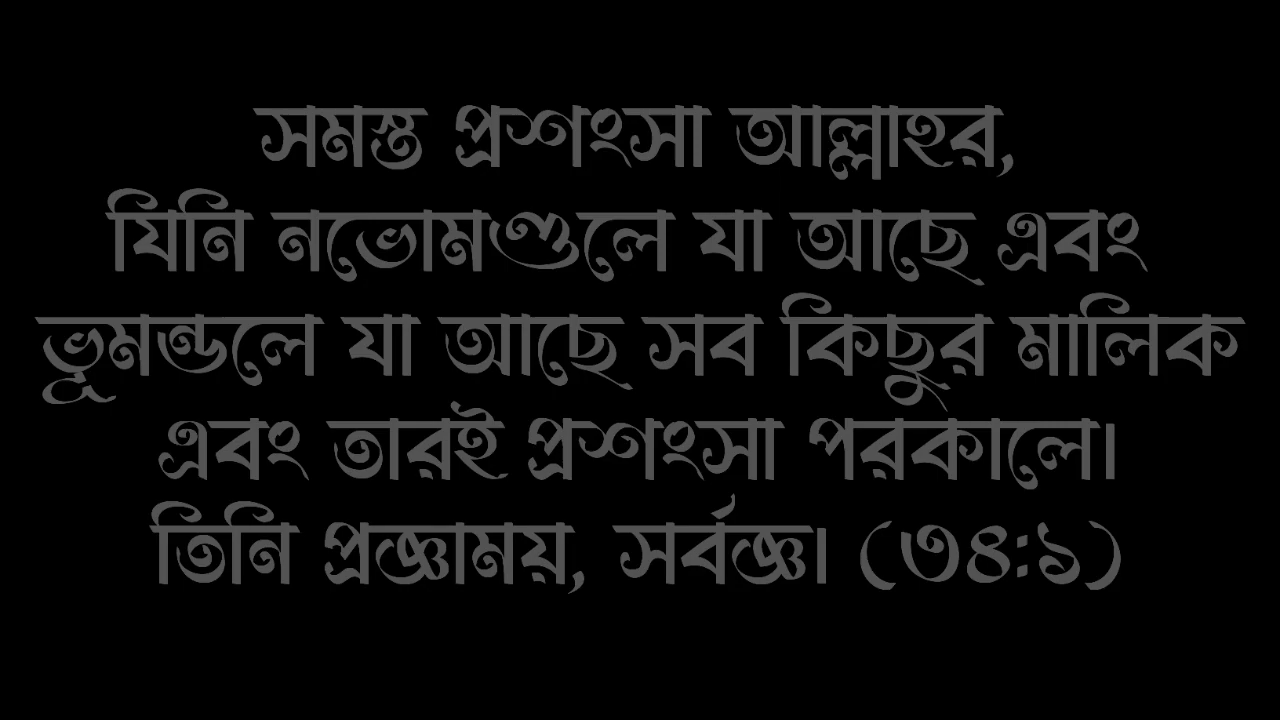 সমস্ত প্রশংসা আল্লাহর,
যিনি নভোমণ্ডলে যা আছে এবং
ভূমন্ডলে যা আছে সব কিছুর মালিক
এবং তারই প্রশংসা পরকালে।
তিনি প্রজ্ঞাময়, সর্বজ্ঞ। (৩৪:১)